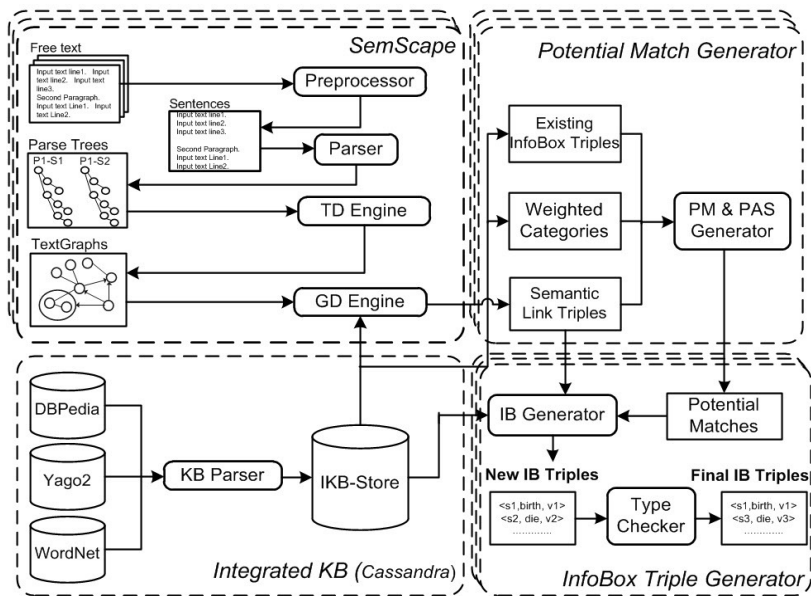 SemScape
Free text
Input text line1. Input
text line2. Input text
line3.
Second Paragraph.
Input text Line1. Input
text Line2.
Preprocessor
Sentences
Input text line1.
Input text line2.
Input text line3.
Second Paragraph.
Input text Line1.
Input text Line2.
Parser
Parse Trees
P1-S1 P1-S2
TD Engine
TextGraphs
GD Engine
Potential Match Generator
Existing
InfoBox Triples
Weighted
Categories
Semantic
Link Triples
PM & PAS
Generator
DBPedia
Yago2
WordNet
KB Parser
IKB-Store
Integrated KB (Cassandra)
IB Generator
Potential
Matches
New IB Triples
<s1,birth, v1>
<s2, die, v2>
.............
Type
Checker
Final IB Triples
<s1,birth, v1>
<s3, die, v3>
.............
InfoBox Triple Generator